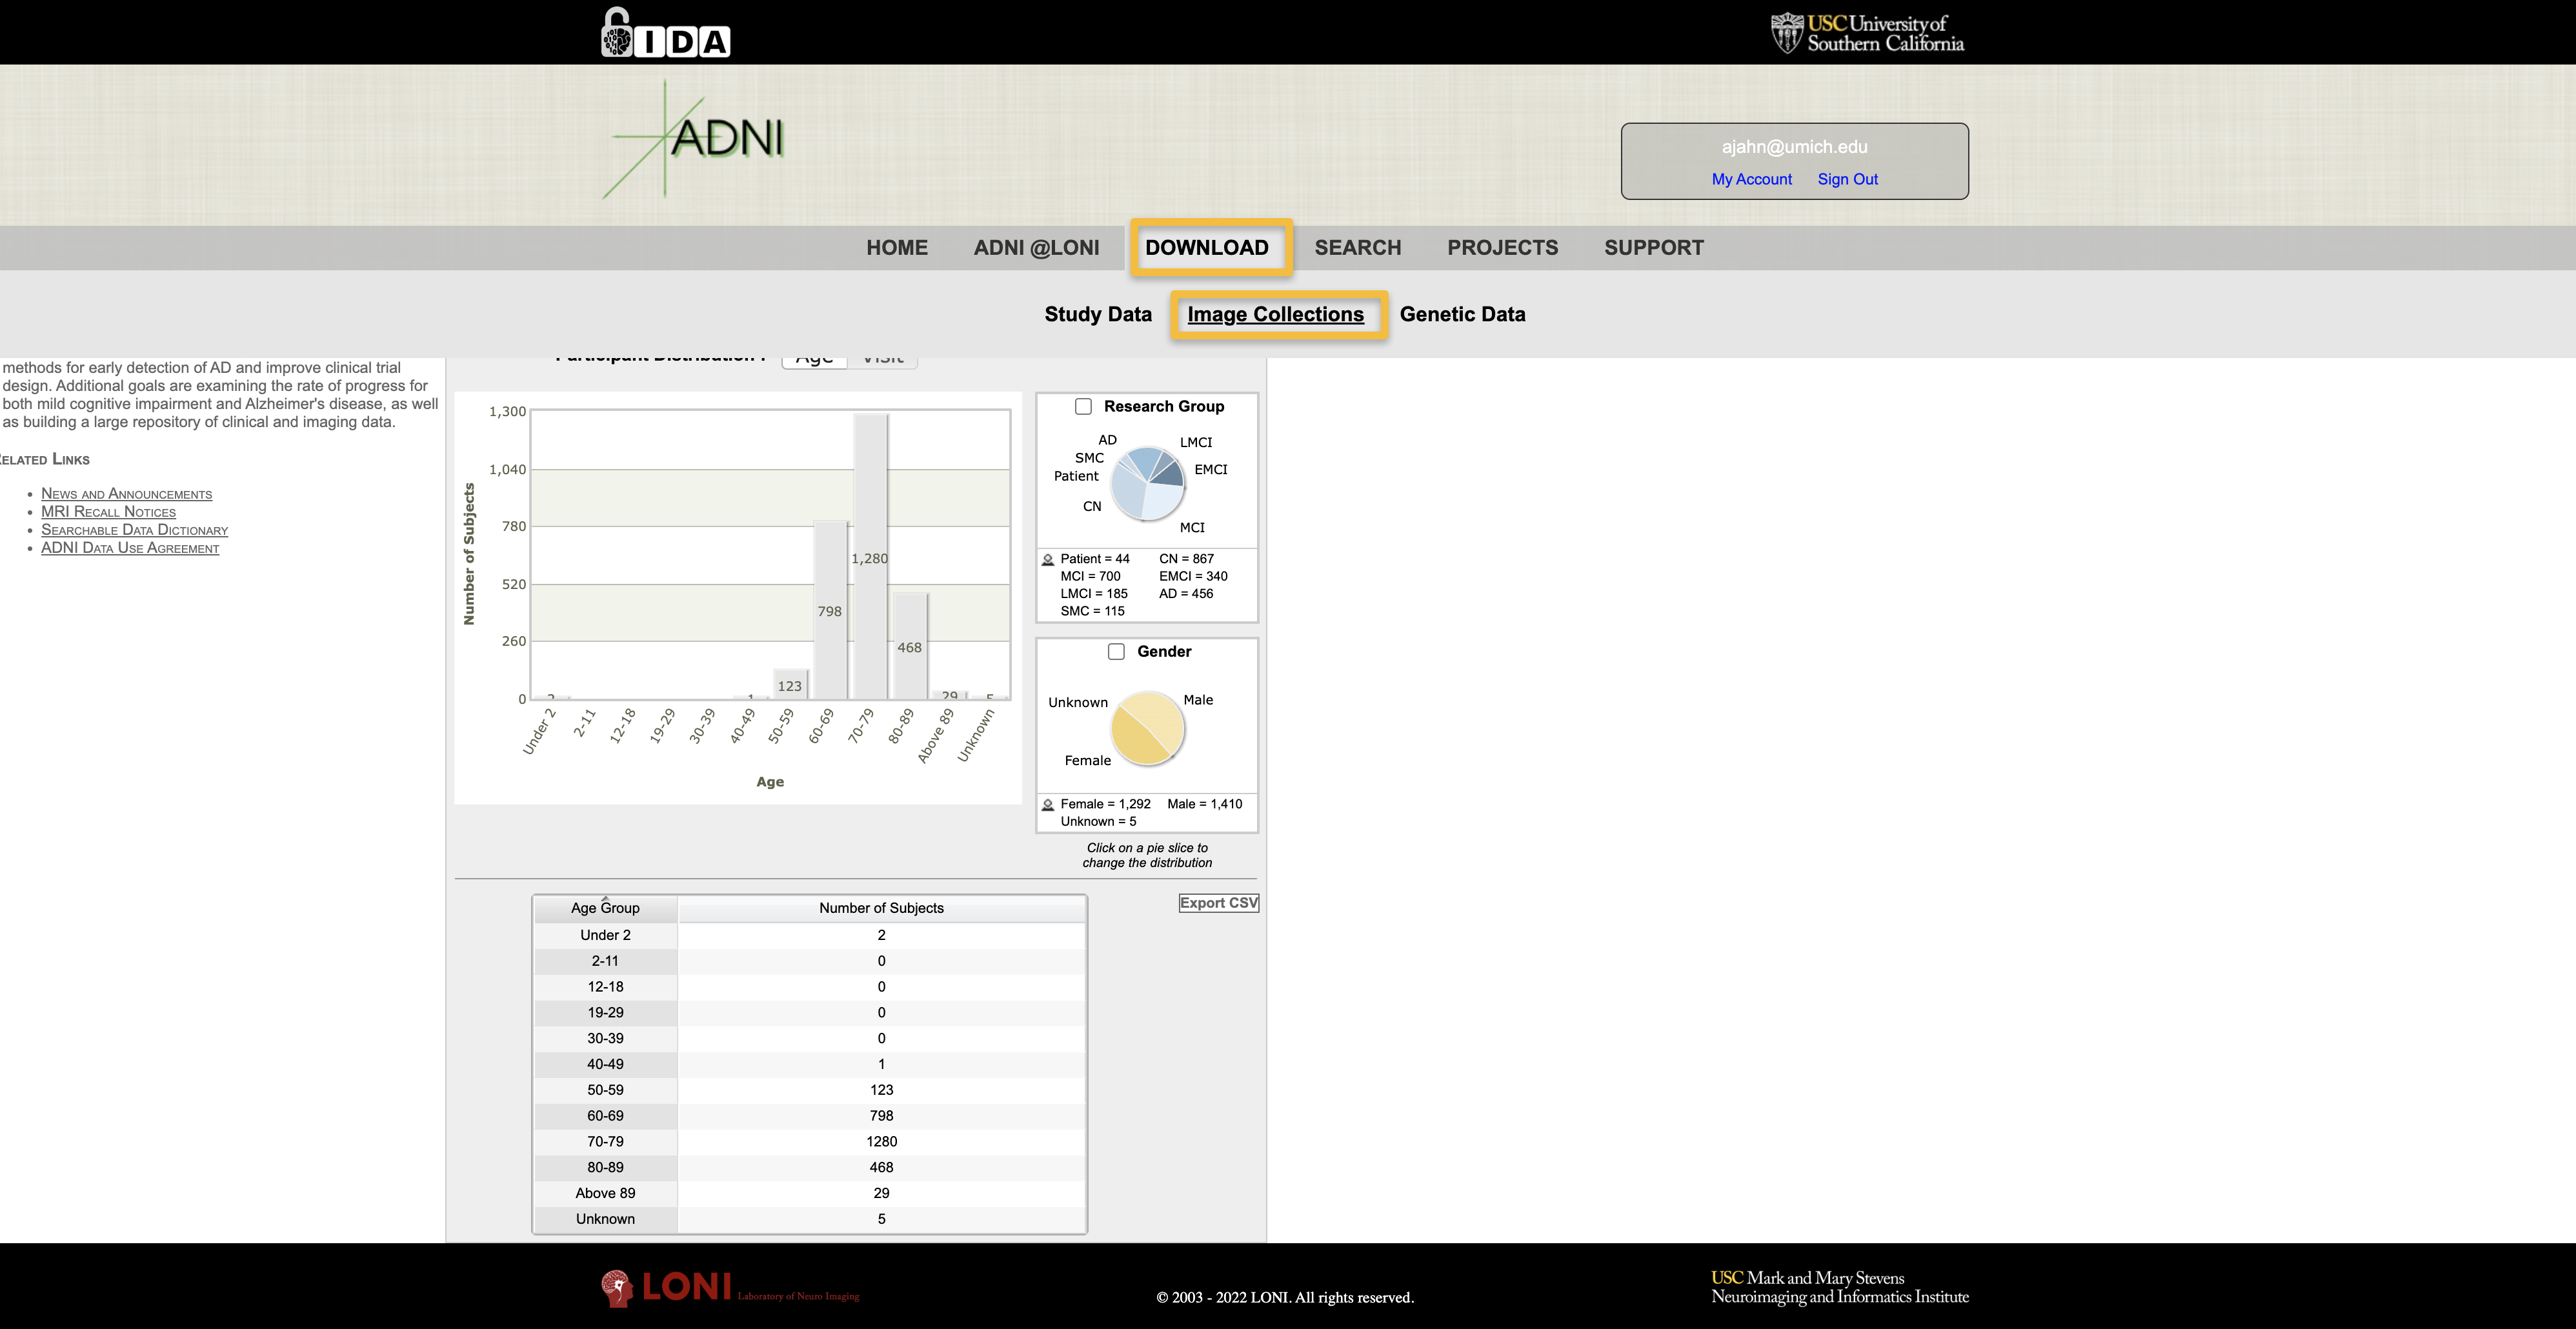 IDA
USC University of
Southern California
ADNI
ajahn@umich.edu
My Account Sign Out
HOME ADNI @LONI DOWNLOAD SEARCH PROJECTS SUPPORT
Study Data Image Collections Genetic Data
Participant Distribution : Age Visit
methods for early detection of AD and improve clinical trial
design. Additional goals are examining the rate of progress for
both mild cognitive impairment and Alzheimer's disease, as well
as building a large repository of clinical and imaging data.
ELATED LINKS
• NEWS AND ANNOUNCEMENTS
• MRI RECALL NOTICES
• SEARCHABLE DATA DICTIONARY
• ADNI DATA USE AGREEMENT
Number of Subjects
1,300
1,040
780
520
260
0
2
1
123
798
1,280
468
29
5
Under 2
2-11
12-18
19-29
30-39
40-49
50-59
60-69
70-79
80-89
Above 89
Unknown
Age
Research Group
AD
LMCI
SMC
EMCI
Patient
CN
MCI
Patient = 44 CN = 867
MCI = 700 EMCI = 340
LMCI = 185 AD = 456
SMC = 115
Gender
Unknown
Male
Female
Female = 1,292 Male = 1,410
Unknown = 5
Click on a pie slice to
change the distribution
Export CSV
Age Group Number of Subjects
Under 2 2
2-11 0
12-18 0
19-29 0
30-39 0
40-49 1
50-59 123
60-69 798
70-79 1280
80-89 468
Above 89 29
Unknown 5
LONI Laboratory of Neuro Imaging
© 2003 - 2022 LONI. All rights reserved.
USC Mark and Mary Stevens
Neuroimaging and Informatics Institute